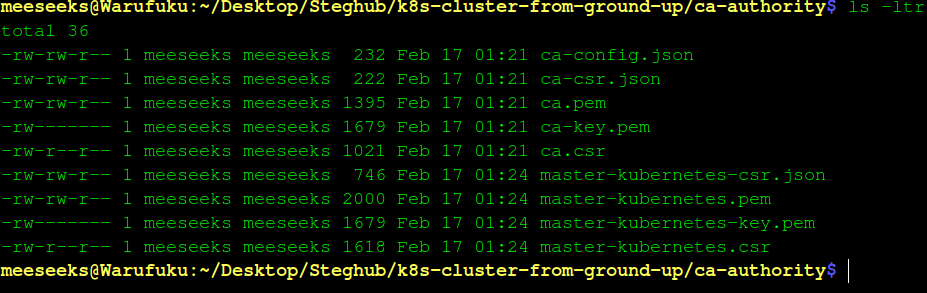 meeseeks@Warufuku:~/Desktop/Steghub/k8s-cluster-from-ground-up/ca-authority$ ls -ltr
total 36
-rw-rw-r-- 1 meeseeks meeseeks  232 Feb 17 01:21 ca-config.json
-rw-rw-r-- 1 meeseeks meeseeks  222 Feb 17 01:21 ca-csr.json
-rw-rw-r-- 1 meeseeks meeseeks 1395 Feb 17 01:21 ca.pem
-rw------- 1 meeseeks meeseeks 1679 Feb 17 01:21 ca-key.pem
-rw-r--r-- 1 meeseeks meeseeks 1021 Feb 17 01:21 ca.csr
-rw-rw-r-- 1 meeseeks meeseeks  746 Feb 17 01:24 master-kubernetes-csr.json
-rw-rw-r-- 1 meeseeks meeseeks 2000 Feb 17 01:24 master-kubernetes.pem
-rw------- 1 meeseeks meeseeks 1679 Feb 17 01:24 master-kubernetes-key.pem
-rw-r--r-- 1 meeseeks meeseeks 1618 Feb 17 01:24 master-kubernetes.csr
meeseeks@Warufuku:~/Desktop/Steghub/k8s-cluster-from-ground-up/ca-authority$